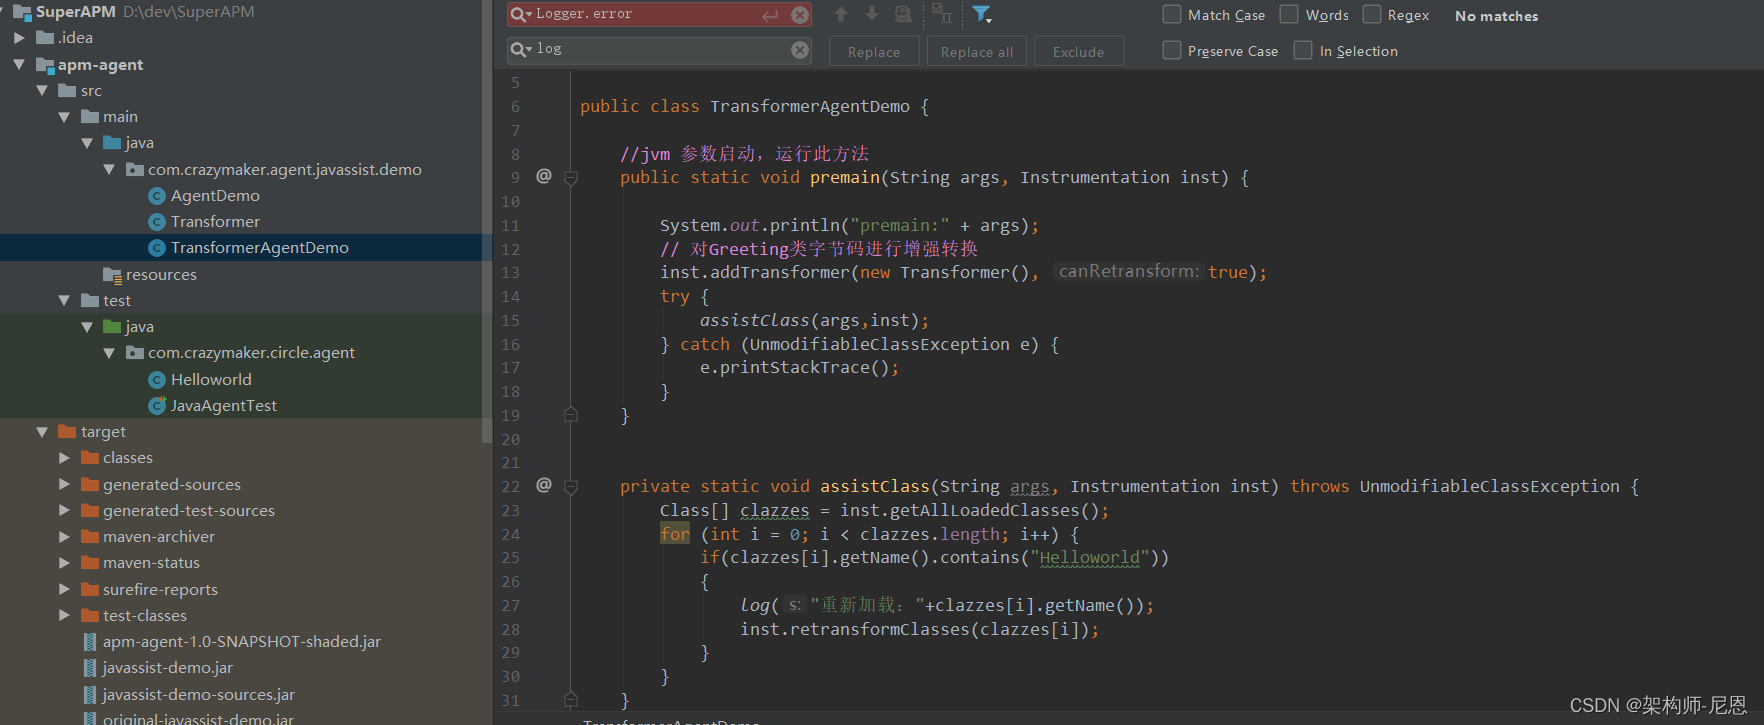 SuperAPM D:\dev\SuperAPM
.idea
apm-agent
src
main
java
com.crazymaker.agent.javassist.demo
AgentDemo
Transformer
TransformerAgentDemo
resources
test
java
com.crazymaker.circle.agent
Helloworld
JavaAgentTest
target
classes
generated-sources
generated-test-sources
maven-archiver
maven-status
surefire-reports
test-classes
apm-agent-1.0-SNAPSHOT-shaded.jar
javassist-demo.jar
javassist-demo-sources.jar
original-javassist-demo.jar
Logger.error
Match Case Words Regex No matches
log
Replace Replace all Exclude Preserve Case In Selection
5
6 public class TransformerAgentDemo {
7
8 //jvm 参数启动，运行此方法
9 @ public static void premain(String args, Instrumentation inst) {
10
11 System.out.println("premain:" + args);
12 // 对Greeting类字节码进行增强转换
13 inst.addTransformer(new Transformer(), canRetransform: true);
14 try {
15 assistClass(args,inst);
16 } catch (UnmodifiableClassException e) {
17 e.printStackTrace();
18 }
19 }
20
21
22 @ private static void assistClass(String args, Instrumentation inst) throws UnmodifiableClassException {
23 Class[] clazzes = inst.getAllLoadedClasses();
24 for (int i = 0; i < clazzes.length; i++) {
25 if(clazzes[i].getName().contains("Helloworld"))
26 {
27 log( s: "重新加载："+clazzes[i].getName());
28 inst.retransformClasses(clazzes[i]);
29 }
30 }
31 }
TransformerAgentDemo
CSDN @架构师-尼恩